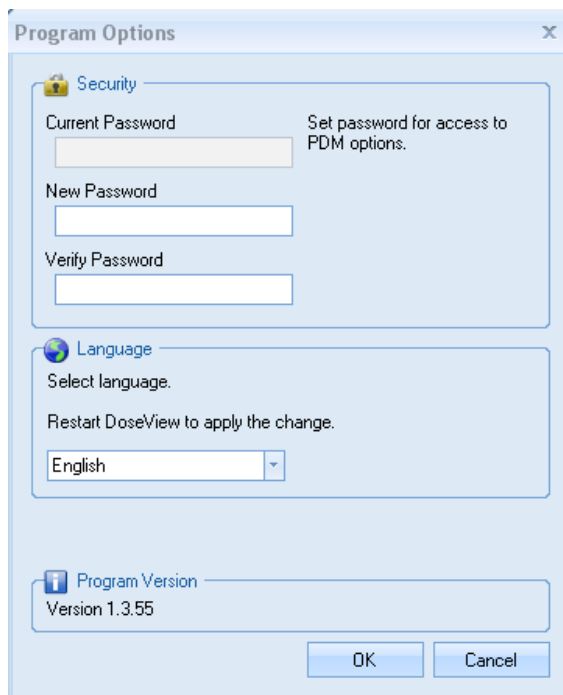 Program Options
x
Security
Current Password
Set password for access to
PDM options.
New Password
Verify Password
Language
Select language.
Restart DoseView to apply the change.
English
Program Version
Version 1.3.55
OK
Cancel